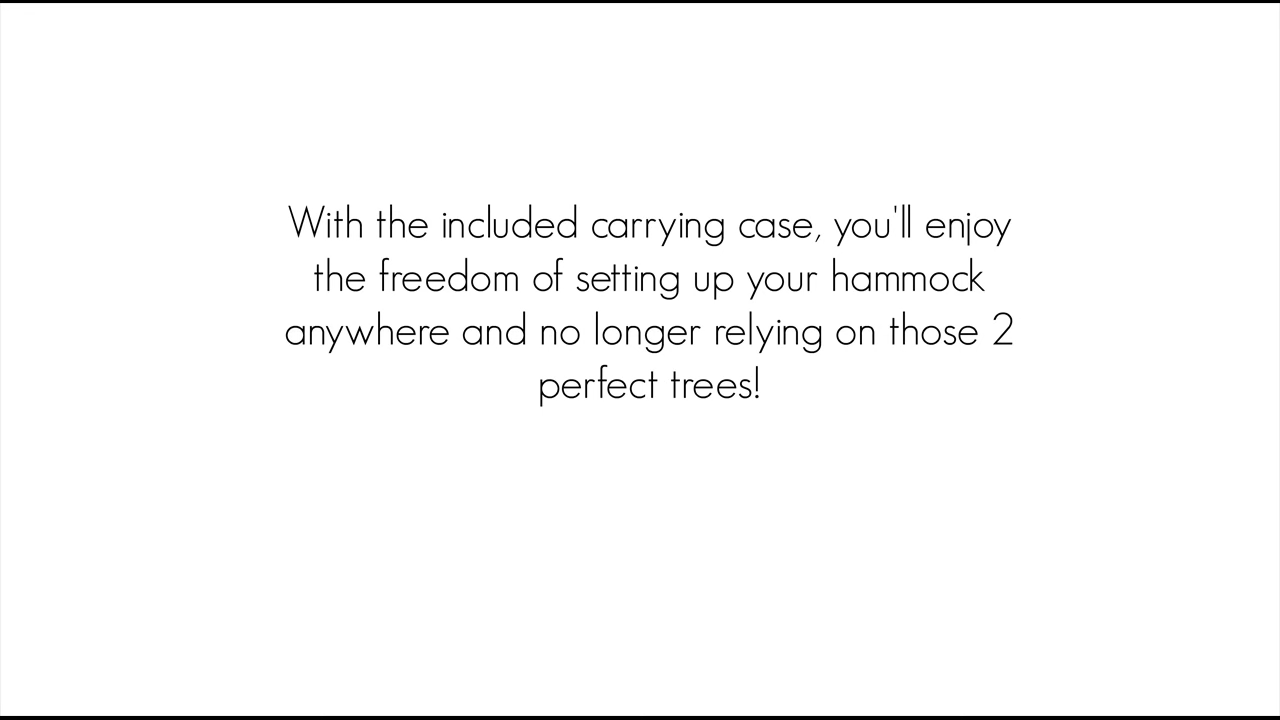 With the included carrying case, you'll enjoy
the freedom of setting up your hammock
anywhere and no longer relying on those 2
perfect trees!